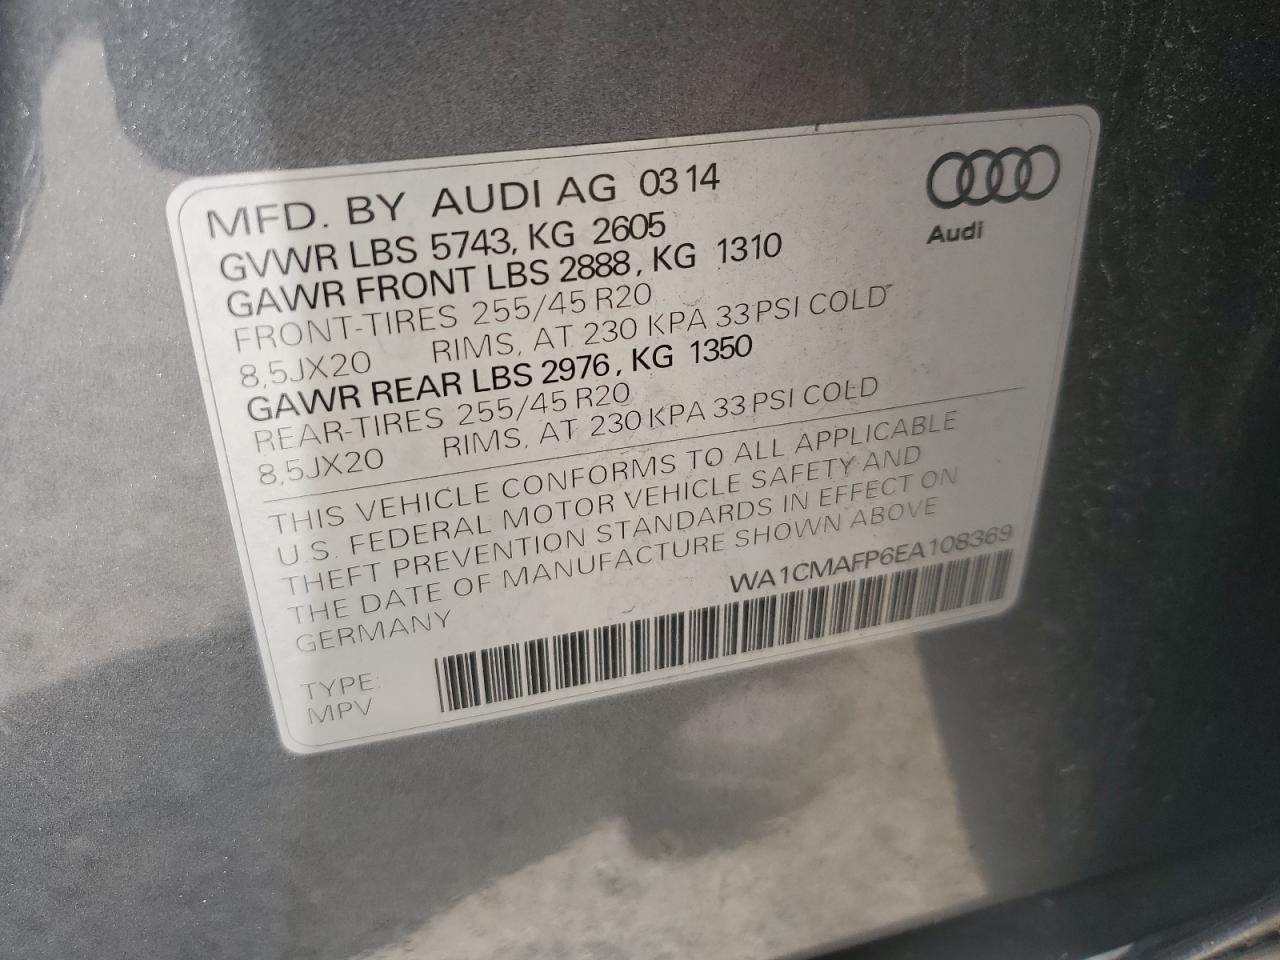 MFD. BY AUDI AG 0314
GVWR LBS 5743, KG 2605
GAWR FRONT LBS 2888, KG 1310
FRONT-TIRES 255/45 R20
8,5JX20 RIMS, AT 230 KPA 33 PSI COLD
GAWR REAR LBS 2976, KG 1350
REAR-TIRES 255/45 R20
8,5JX20 RIMS, AT 230 KPA 33 PSI COLD
THIS VEHICLE CONFORMS TO ALL APPLICABLE
U.S. FEDERAL MOTOR VEHICLE SAFETY AND
THEFT PREVENTION STANDARDS IN EFFECT ON
THE DATE OF MANUFACTURE SHOWN ABOVE
GERMANY
WA1CMAFP6EA108369
TYPE:
MPV
Audi